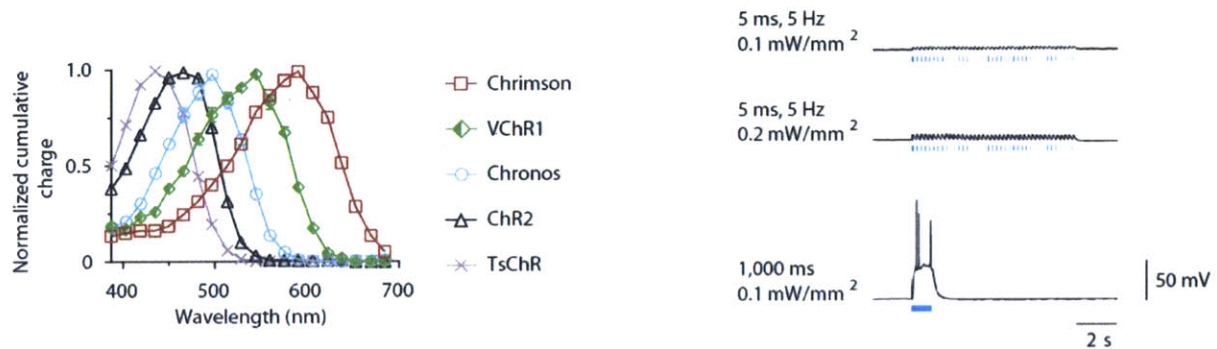 Normalized cumulative
charge
1.0
0.5
0
400
500
600
700
Wavelength (nm)
Chrimson
VChR1
Chronos
ChR2
TsChR
5 ms, 5 Hz
0.1 mW/mm 2
5 ms, 5 Hz
0.2 mW/mm 2
1,000 ms
0.1 mW/mm 2
50 mV
2 s